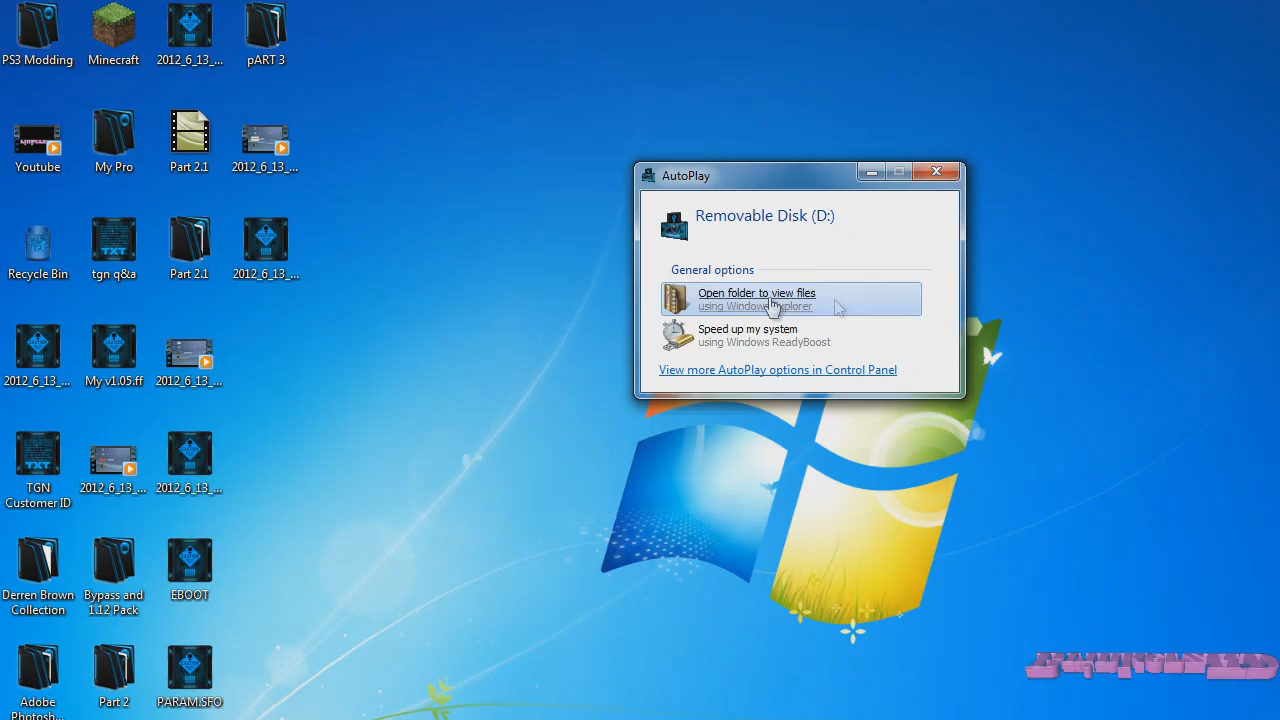 PS3 Modding
Minecraft
2012_6_13_...
pART 3
Youtube
My Pro
Part 2.1
2012_6_13_...
Recycle Bin
tgn q&a
Part 2.1
2012_6_13_...
2012_6_13_...
My v1.05.ff
2012_6_13_...
TGN
Customer ID
2012_6_13_...
2012_6_13_...
Derren Brown
Collection
Bypass and
1.12 Pack
EBOOT
Adobe
Photosh...
Part 2
PARAM.SFO
TXT
TXT
AutoPlay
Removable Disk (D:)
General options
Open folder to view files
using Windows Explorer
Speed up my system
using Windows ReadyBoost
View more AutoPlay options in Control Panel